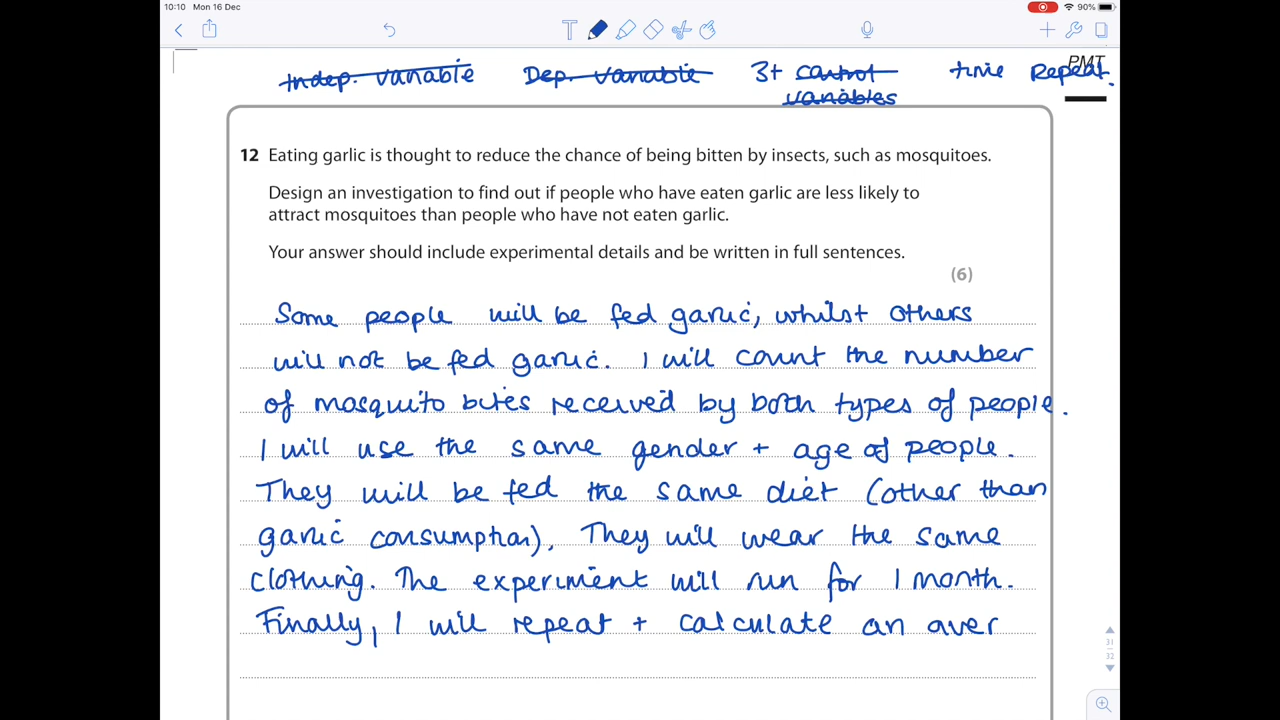 10:10 Mon 16 Dec 90%
Indep. variable Dep. variable 3+ control variables time Repeat.
PMT
12 Eating garlic is thought to reduce the chance of being bitten by insects, such as mosquitoes.
Design an investigation to find out if people who have eaten garlic are less likely to
attract mosquitoes than people who have not eaten garlic.
Your answer should include experimental details and be written in full sentences.
(6)
Some people will be fed garlic, whilst others
will not be fed garlic. I will count the number
of mosquito bites received by both types of people.
I will use the same gender + age of people.
They will be fed the same diet (other than
garlic consumption). They will wear the same
clothing. The experiment will run for 1 month.
Finally, I will repeat + calculate an aver
31
32